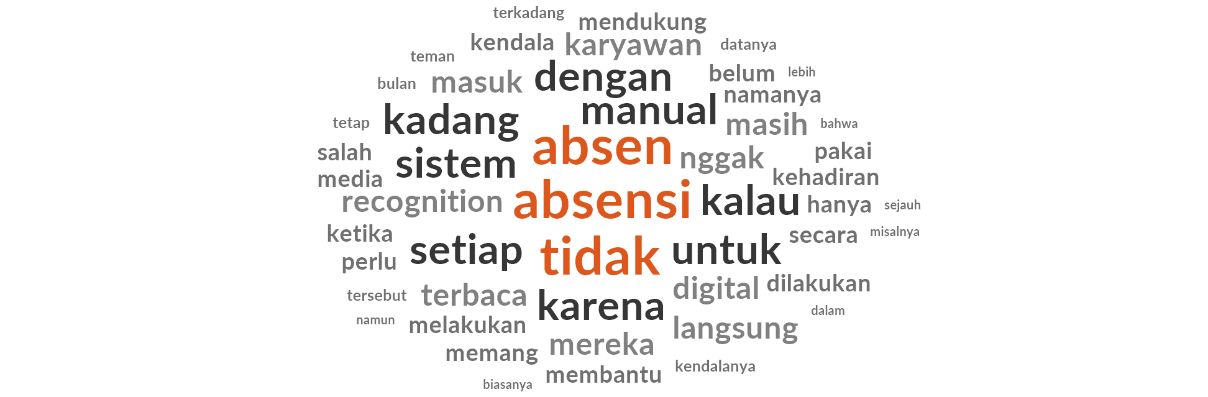 terkadang
mendukung
kendala karyawan datanya
teman
bulan masuk dengan belum lebih
kadang manual namanya
tetap masih bahwa
salah sistem absen nggak pakai
media kehadiran
recognition absensi kalau hanya sejauh
ketika setiap tidak untuk secara misalnya
perlu
tersebut terbaca karena digital dilakukan
namun melakukan langsung dalam
memang mereka
membantu kendalanya
biasanya